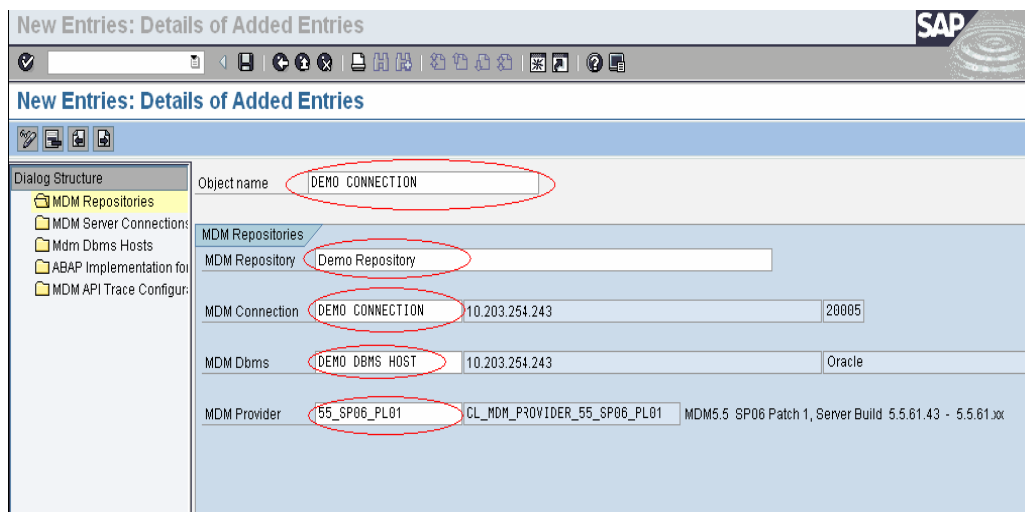 New Entries: Details of Added Entries
SAP
New Entries: Details of Added Entries
Dialog Structure
MDM Repositories
MDM Server Connections
Mdm Dbms Hosts
ABAP Implementation for
MDM API Trace Configur
Object name DEMO CONNECTION
MDM Repositories
MDM Repository Demo Repository
MDM Connection DEMO CONNECTION 10.203.254.243 20005
MDM Dbms DEMO DBMS HOST 10.203.254.243 Oracle
MDM Provider 55_SP06_PL01 CL_MDM_PROVIDER_55_SP06_PL01 MDM5.5 SP06 Patch 1, Server Build 5.5.61.43 - 5.5.61.xx